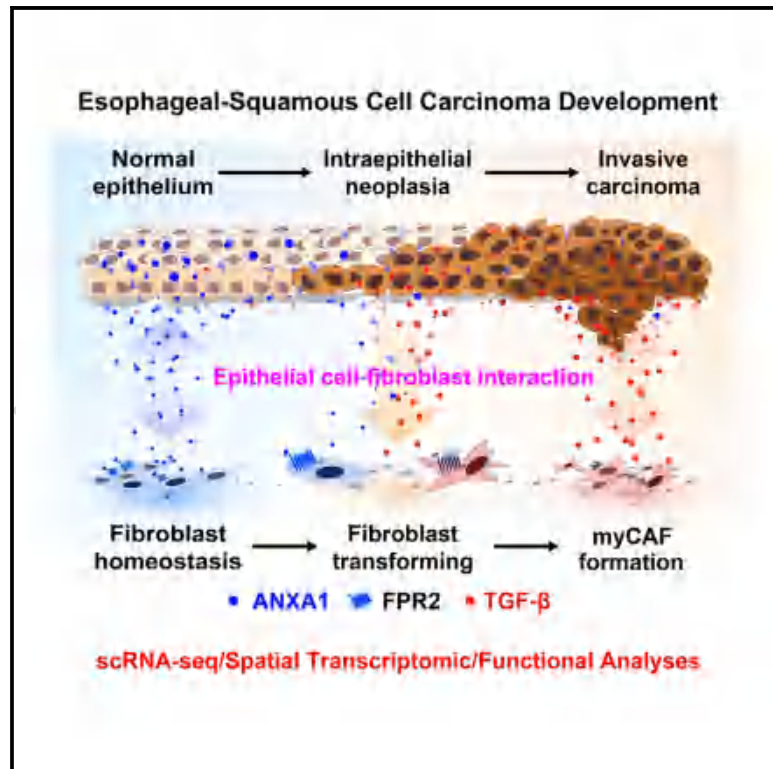 Esophageal-Squamous Cell Carcinoma Development
Normal epithelium
Intraepithelial neoplasia
Invasive carcinoma
Epithelial cell-fibroblast interaction
Fibroblast homeostasis
Fibroblast transforming
myCAF formation
ANXA1 FPR2 TGF-β
scRNA-seq/Spatial Transcriptomic/Functional Analyses